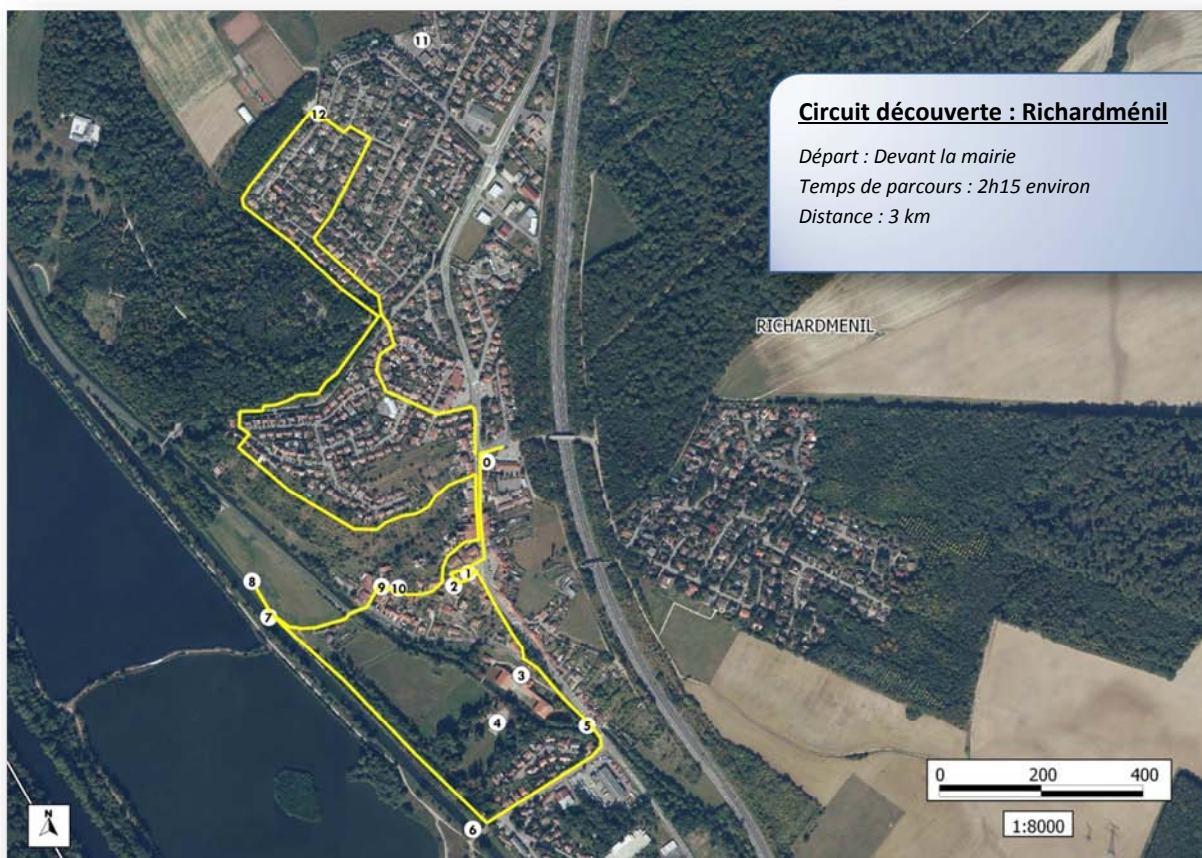 11
12
Circuit découverte : Richardménil
Départ : Devant la mairie
Temps de parcours : 2h15 environ
Distance : 3 km
RICHARDMENIL
0
1
2
8
9
10
7
3
4
5
6
0 200 400
1:8000
N